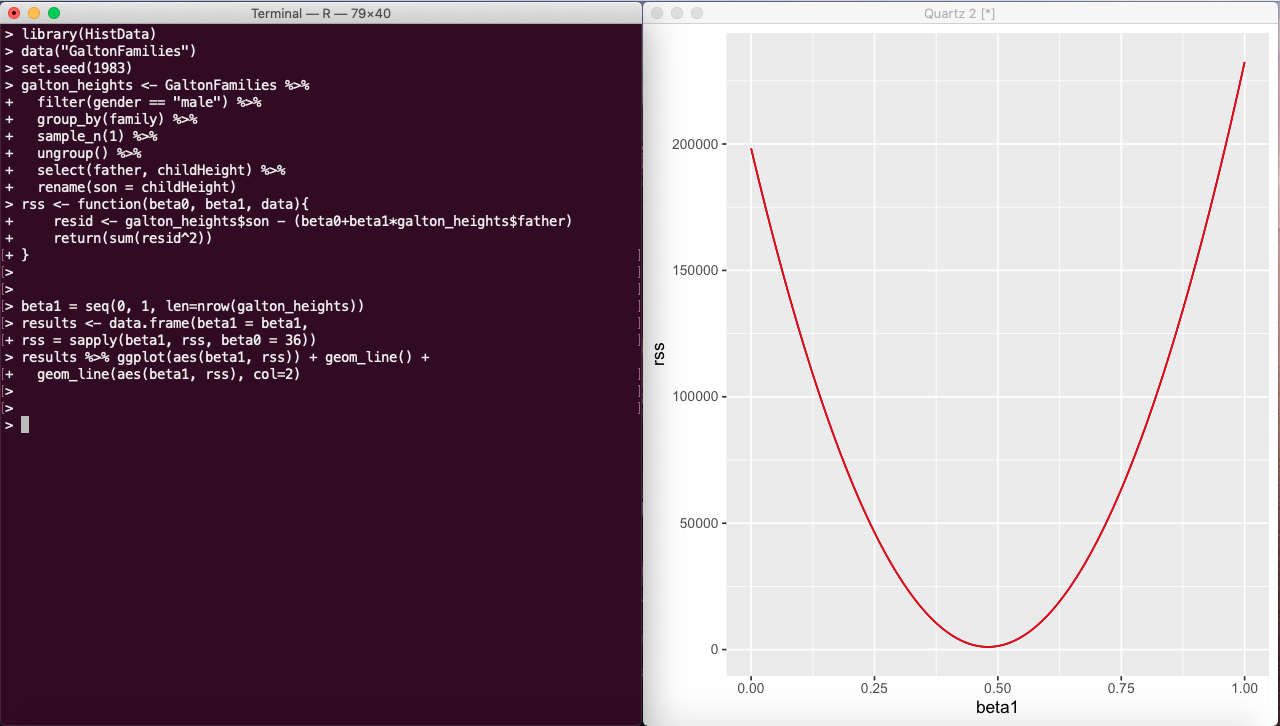 Terminal — R — 79×40
> library(HistData)
> data("GaltonFamilies")
> set.seed(1983)
> galton_heights <- GaltonFamilies %>%
+   filter(gender == "male") %>%
+   group_by(family) %>%
+   sample_n(1) %>%
+   ungroup() %>%
+   select(father, childHeight) %>%
+   rename(son = childHeight)
> rss <- function(beta0, beta1, data){
+     resid <- galton_heights$son - (beta0+beta1*galton_heights$father)
+     return(sum(resid^2))
[+ }                                                                           ]
[>                                                                             ]
[>                                                                             ]
[> beta1 = seq(0, 1, len=nrow(galton_heights))                                 ]
[> results <- data.frame(beta1 = beta1,                                        ]
[+ rss = sapply(beta1, rss, beta0 = 36))                                       ]
> results %>% ggplot(aes(beta1, rss)) + geom_line() +
[+   geom_line(aes(beta1, rss), col=2)                                         ]
[>                                                                             ]
[>                                                                             ]
>
Quartz 2 [*]
200000
150000
100000
50000
0
rss
0.00 0.25 0.50 0.75 1.00
beta1